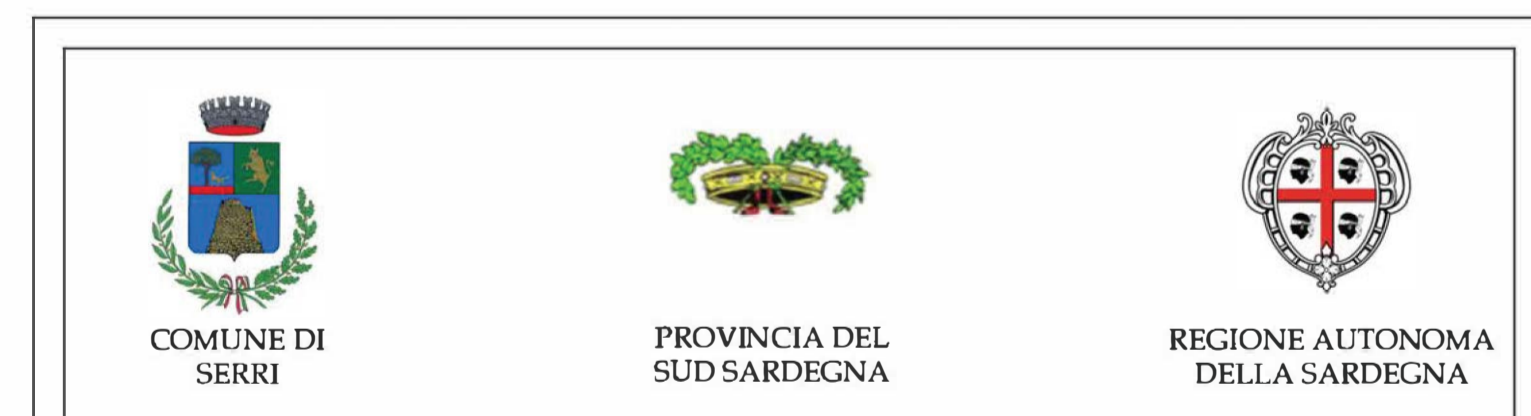 COMUNE DI
SERRI
PROVINCIA DEL
SUD SARDEGNA
REGIONE AUTONOMA
DELLA SARDEGNA